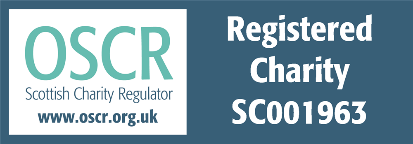 OSCR
Scottish Charity Regulator
www.oscr.org.uk
Registered
Charity
SC001963